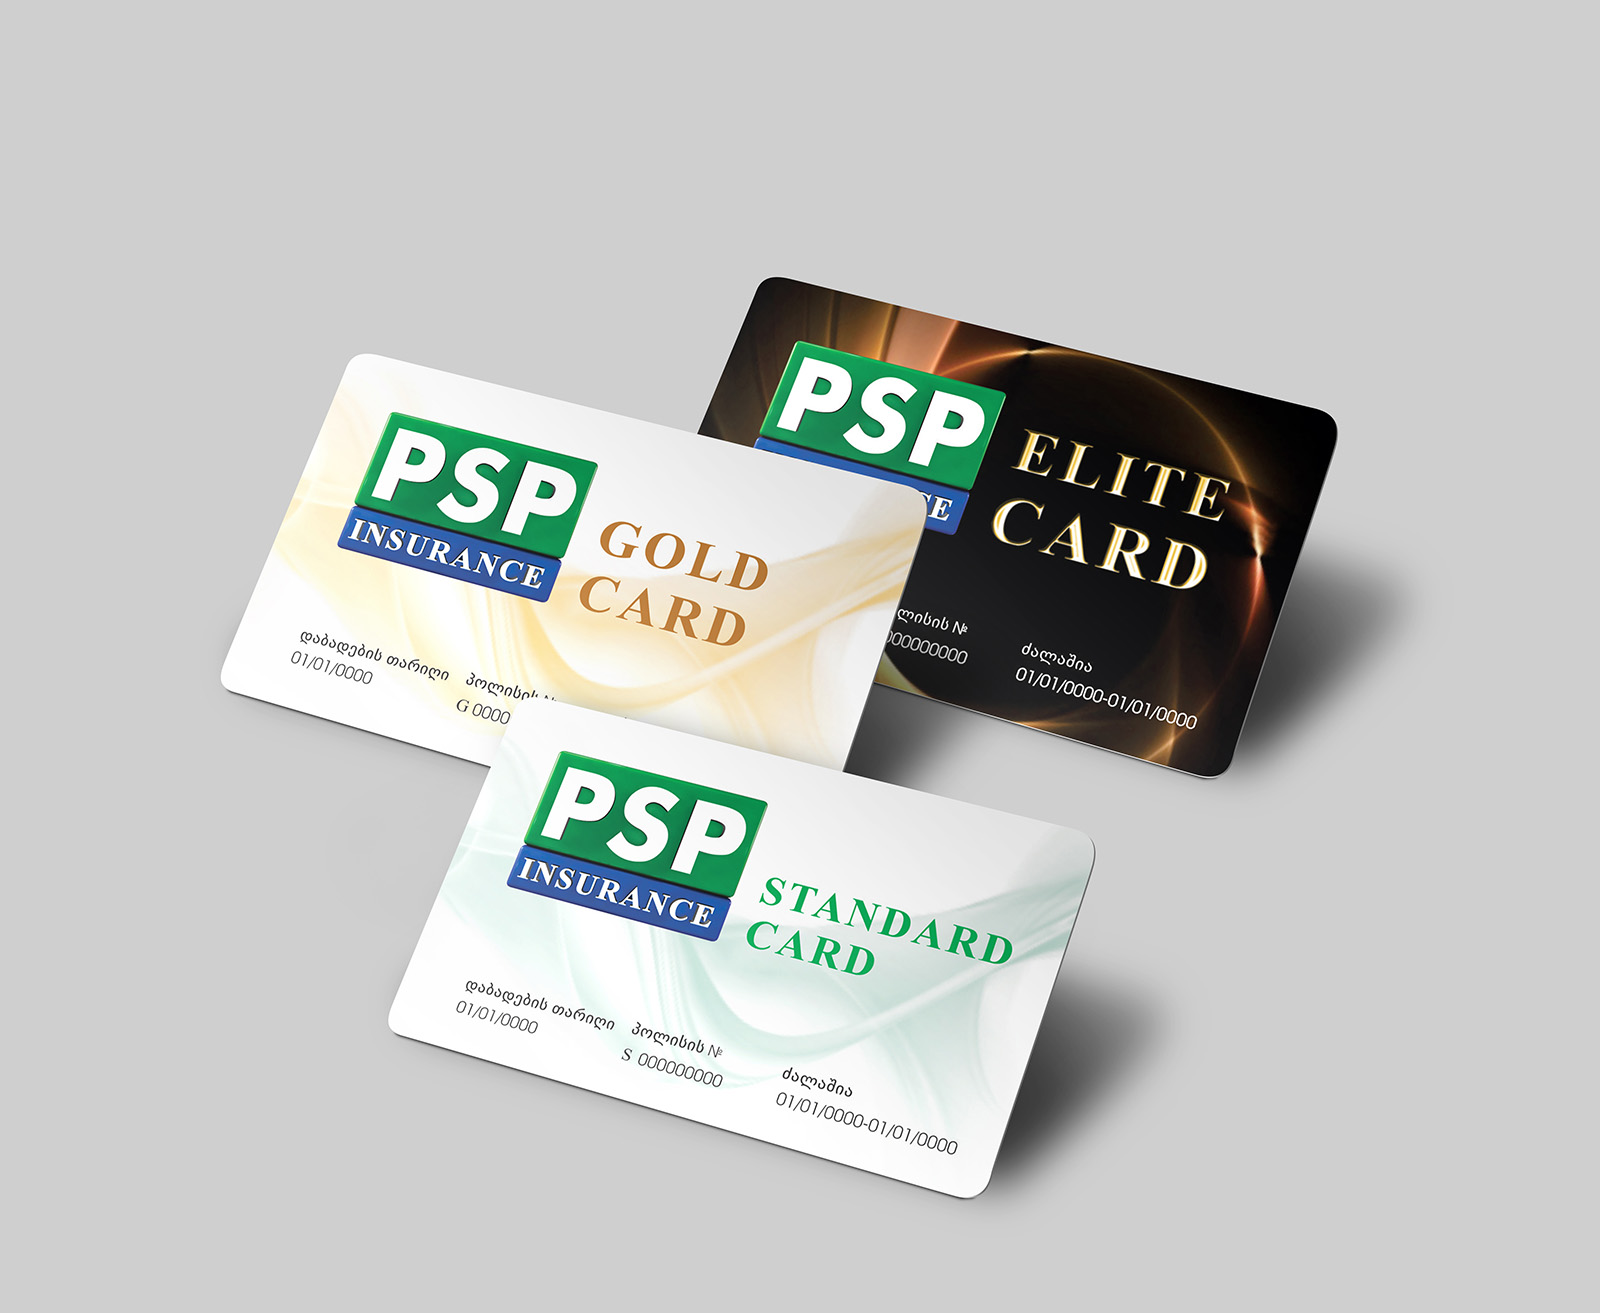 PSP
INSURANCE
GOLD
CARD
დაბადების თარიღი
01/01/0000
პოლისის
G 0000
PSP
ELITE
CARD
№
000000000
ძალაშია
01/01/0000-01/01/0000
PSP
INSURANCE
STANDARD
CARD
დაბადების თარიღი
01/01/0000
პოლისის №
S 000000000
ძალაშია
01/01/0000-01/01/0000